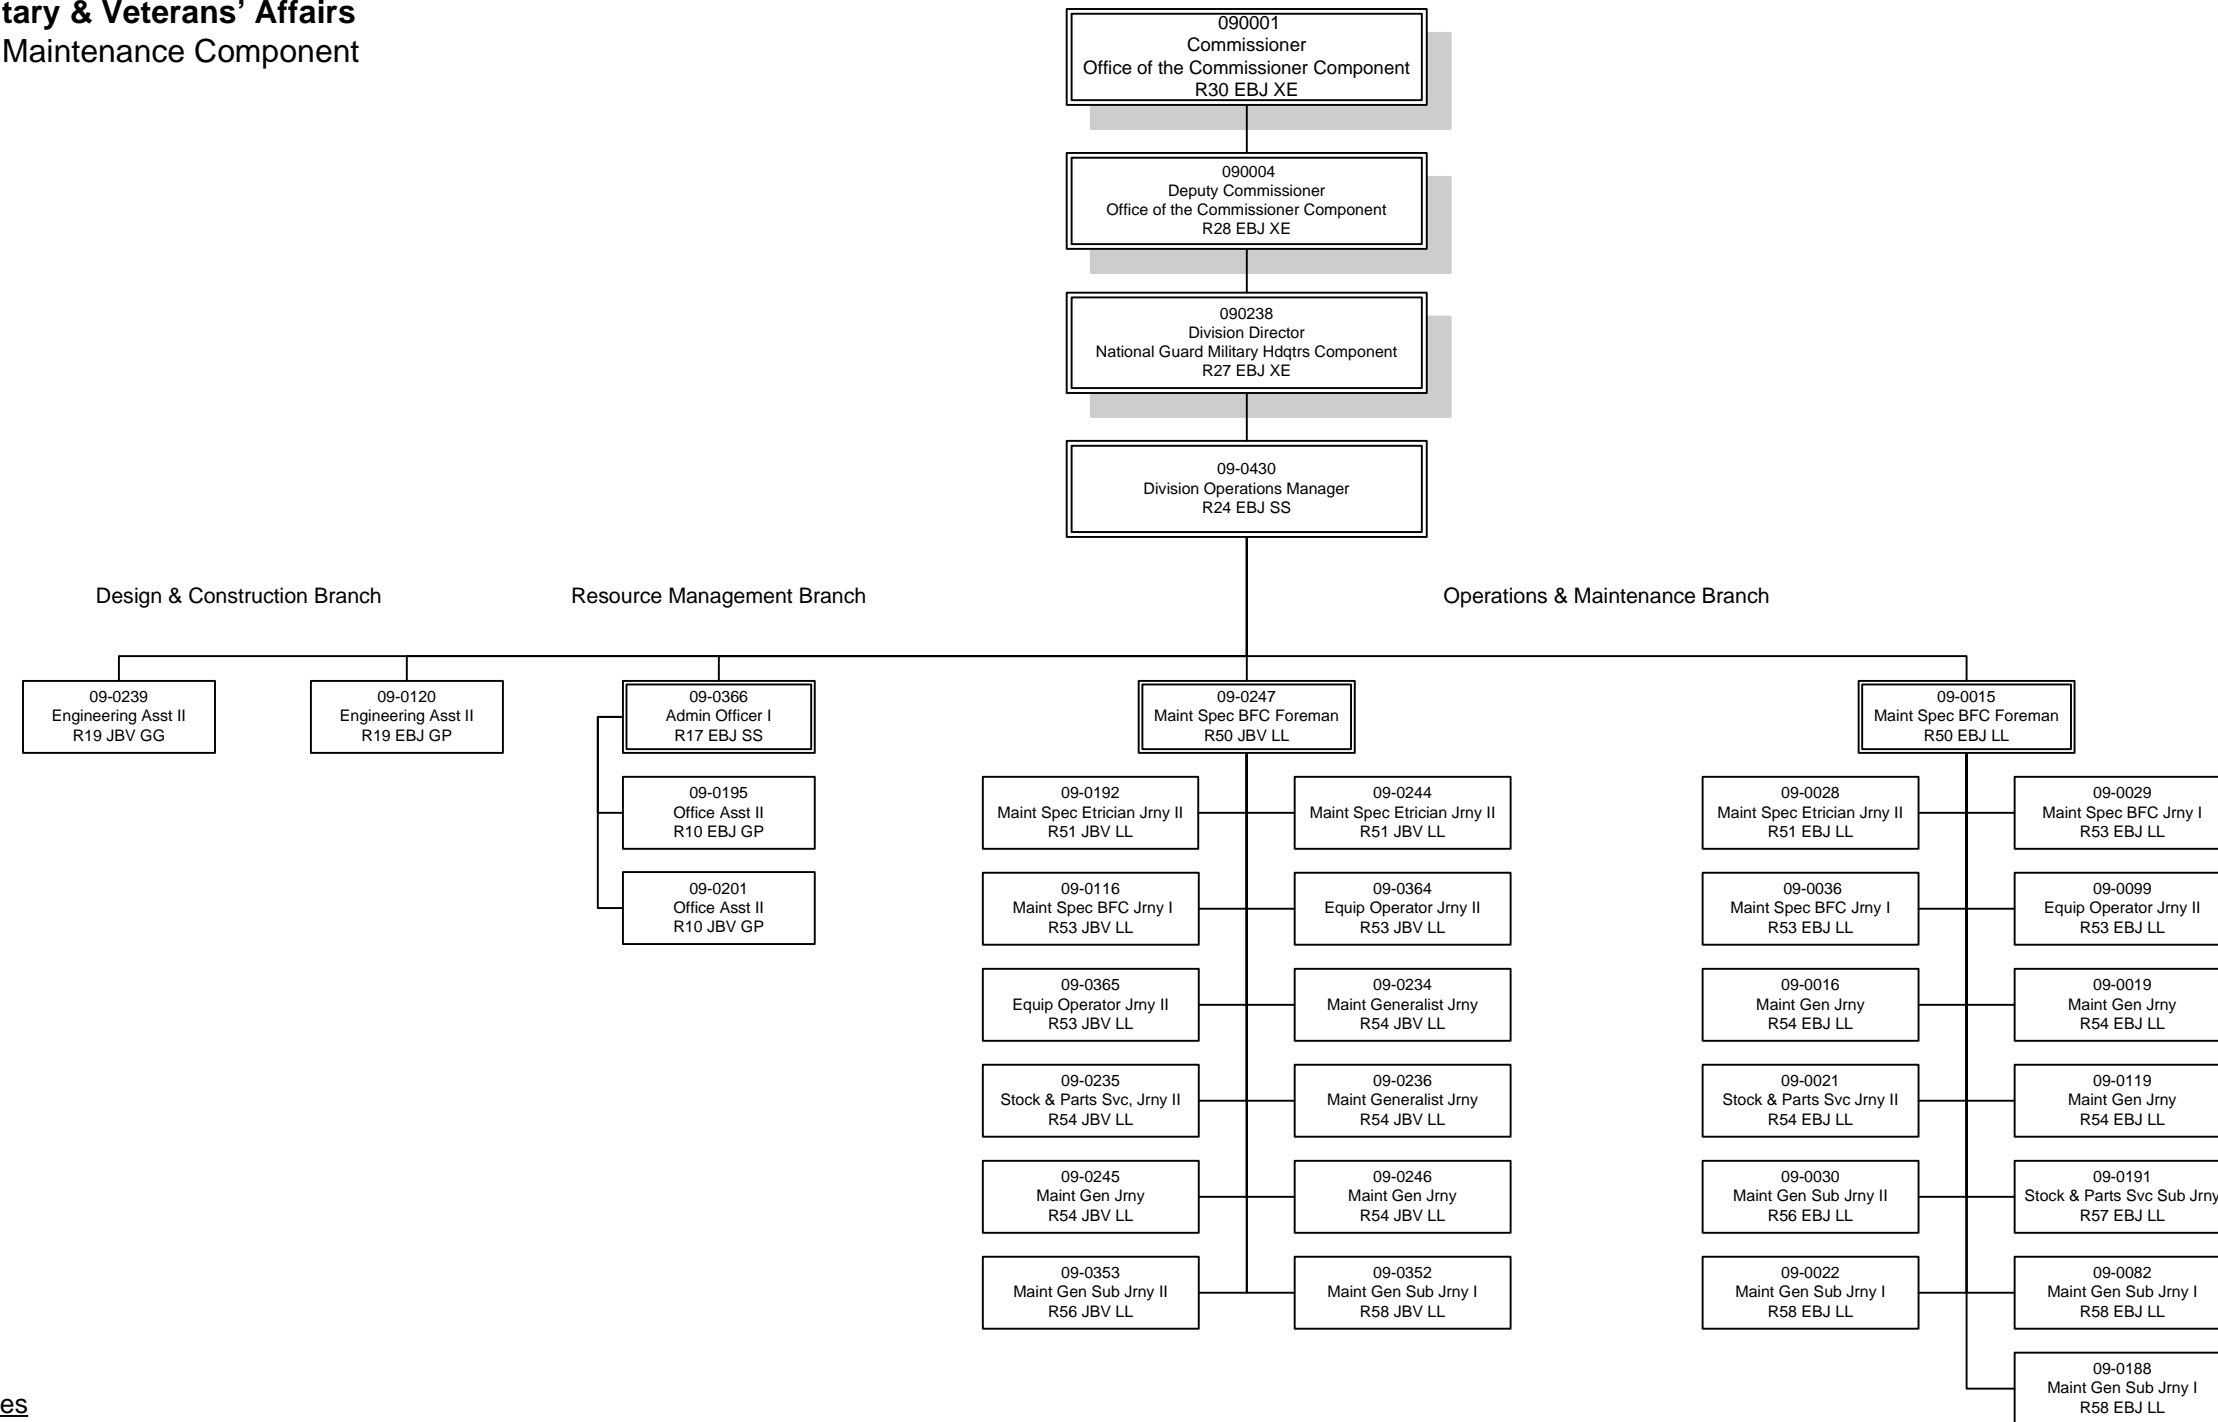 tary & Veterans’ Affairs
Maintenance Component
090001
Commissioner
Office of the Commissioner Component
R30 EBJ XE
090004
Deputy Commissioner
Office of the Commissioner Component
R28 EBJ XE
090238
Division Director
National Guard Military Hdqtrs Component
R27 EBJ XE
09-0430
Division Operations Manager
R24 EBJ SS
Design & Construction Branch
Resource Management Branch
Operations & Maintenance Branch
09-0239
Engineering Asst II
R19 JBV GG
09-0120
Engineering Asst II
R19 EBJ GP
09-0366
Admin Officer I
R17 EBJ SS
09-0247
Maint Spec BFC Foreman
R50 JBV LL
09-0015
Maint Spec BFC Foreman
R50 EBJ LL
09-0195
Office Asst II
R10 EBJ GP
09-0192
Maint Spec Etrician Jrny II
R51 JBV LL
09-0244
Maint Spec Etrician Jrny II
R51 JBV LL
09-0028
Maint Spec Etrician Jrny II
R51 EBJ LL
09-0029
Maint Spec BFC Jrny I
R53 EBJ LL
09-0201
Office Asst II
R10 JBV GP
09-0116
Maint Spec BFC Jrny I
R53 JBV LL
09-0364
Equip Operator Jrny II
R53 JBV LL
09-0036
Maint Spec BFC Jrny I
R53 EBJ LL
09-0099
Equip Operator Jrny II
R53 EBJ LL
09-0365
Equip Operator Jrny II
R53 JBV LL
09-0234
Maint Generalist Jrny
R54 JBV LL
09-0016
Maint Gen Jrny
R54 EBJ LL
09-0019
Maint Gen Jrny
R54 EBJ LL
09-0235
Stock & Parts Svc, Jrny II
R54 JBV LL
09-0236
Maint Generalist Jrny
R54 JBV LL
09-0021
Stock & Parts Svc Jrny II
R54 EBJ LL
09-0119
Maint Gen Jrny
R54 EBJ LL
09-0245
Maint Gen Jrny
R54 JBV LL
09-0246
Maint Gen Jrny
R54 JBV LL
09-0030
Maint Gen Sub Jrny II
R56 EBJ LL
09-0191
Stock & Parts Svc Sub Jrny
R57 EBJ LL
09-0353
Maint Gen Sub Jrny II
R56 JBV LL
09-0352
Maint Gen Sub Jrny I
R58 JBV LL
09-0022
Maint Gen Sub Jrny I
R58 EBJ LL
09-0082
Maint Gen Sub Jrny I
R58 EBJ LL
09-0188
Maint Gen Sub Jrny I
R58 EBJ LL
es